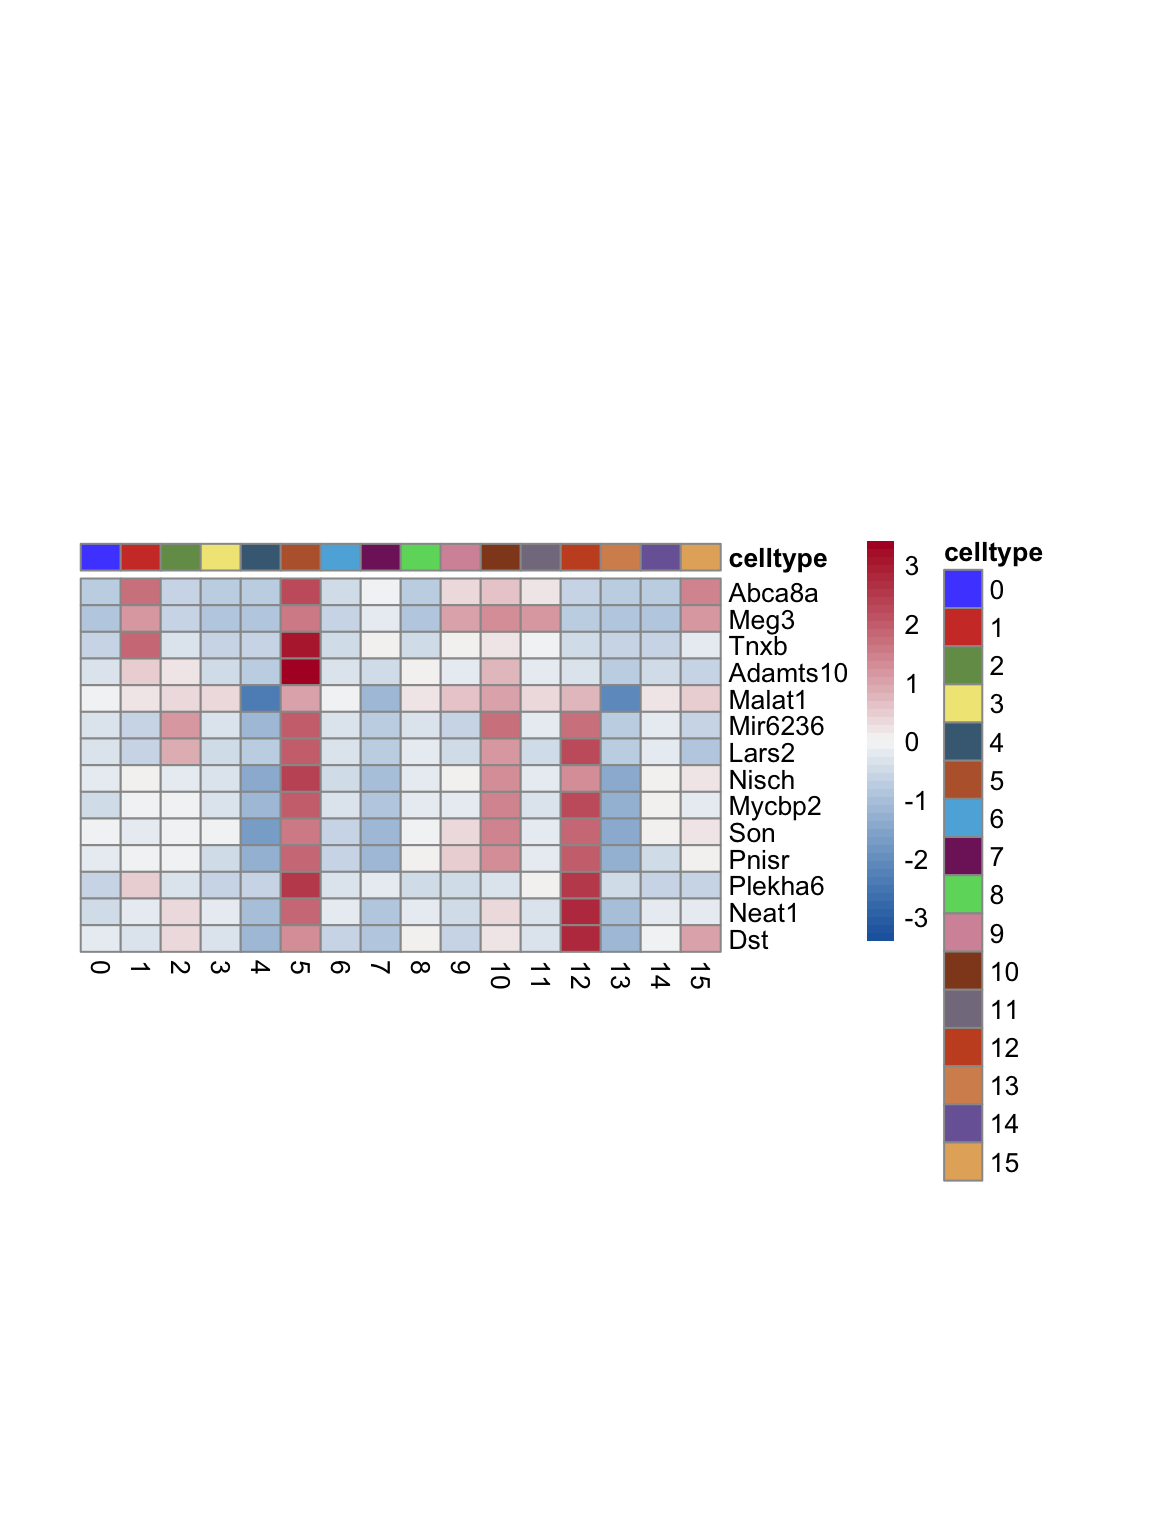 celltype
Abca8a
Meg3
Tnxb
Adamts10
Malat1
Mir6236
Lars2
Nisch
Mycbp2
Son
Pnisr
Plekha6
Neat1
Dst
0 1 2 3 4 5 6 7 8 9 10 11 12 13 14 15
3
2
1
0
-1
-2
-3
celltype
0
1
2
3
4
5
6
7
8
9
10
11
12
13
14
15